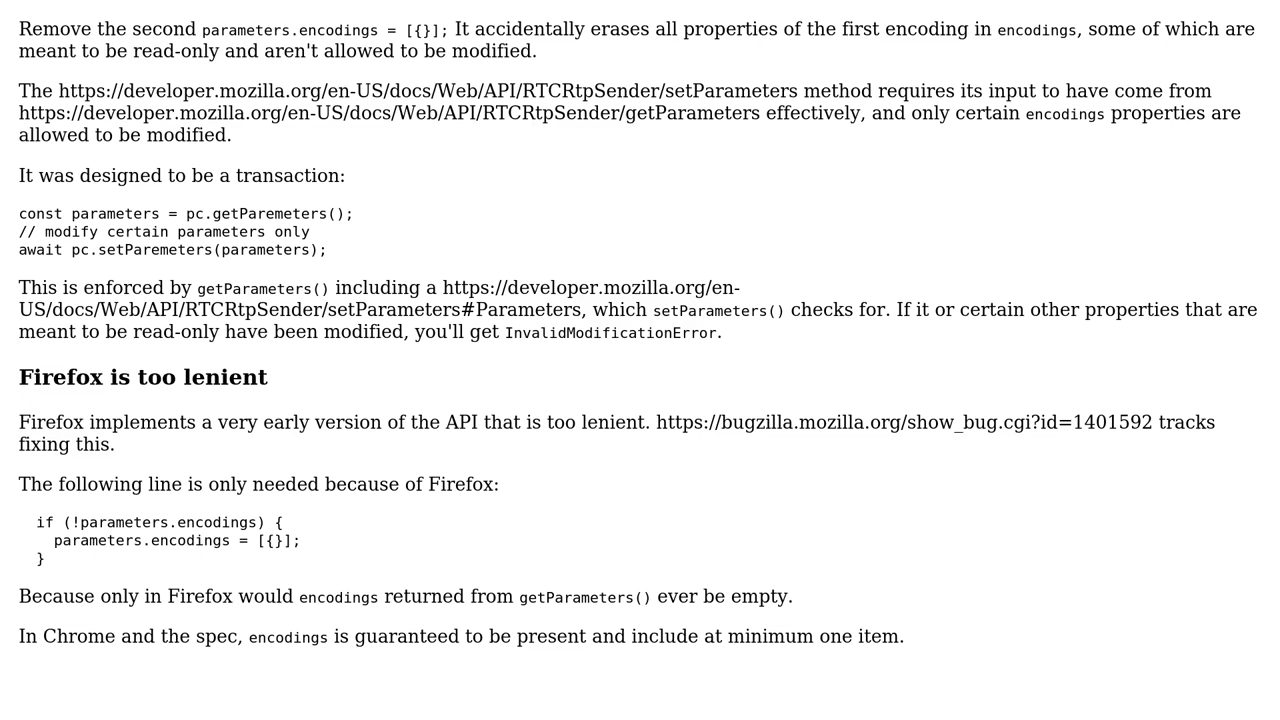 Remove the second parameters.encodings = [{}]; It accidentally erases all properties of the first encoding in encodings, some of which are
meant to be read-only and aren't allowed to be modified.
The https://developer.mozilla.org/en-US/docs/Web/API/RTCRtpSender/setParameters method requires its input to have come from
https://developer.mozilla.org/en-US/docs/Web/API/RTCRtpSender/getParameters effectively, and only certain encodings properties are
allowed to be modified.
It was designed to be a transaction:
const parameters = pc.getParemeters();
// modify certain parameters only
await pc.setParemeters(parameters);
This is enforced by getParameters() including a https://developer.mozilla.org/en-
US/docs/Web/API/RTCRtpSender/setParameters#Parameters, which setParameters() checks for. If it or certain other properties that are
meant to be read-only have been modified, you'll get InvalidModificationError.
Firefox is too lenient
Firefox implements a very early version of the API that is too lenient. https://bugzilla.mozilla.org/show_bug.cgi?id=1401592 tracks
fixing this.
The following line is only needed because of Firefox:
if (!parameters.encodings) {
parameters.encodings = [{}];
}
Because only in Firefox would encodings returned from getParameters() ever be empty.
In Chrome and the spec, encodings is guaranteed to be present and include at minimum one item.